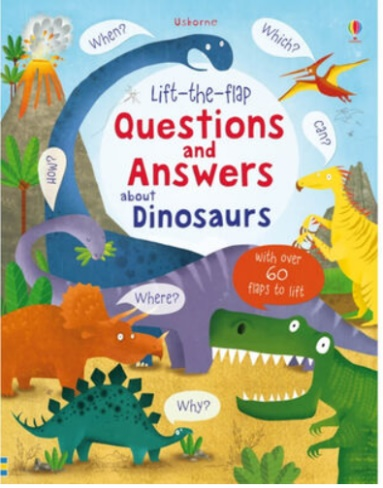 Usborne
When?
Which?
Lift-the-flap
Questions
and
Answers
about
Dinosaurs
Can?
How?
With over
60
flaps to lift
Where?
Why?